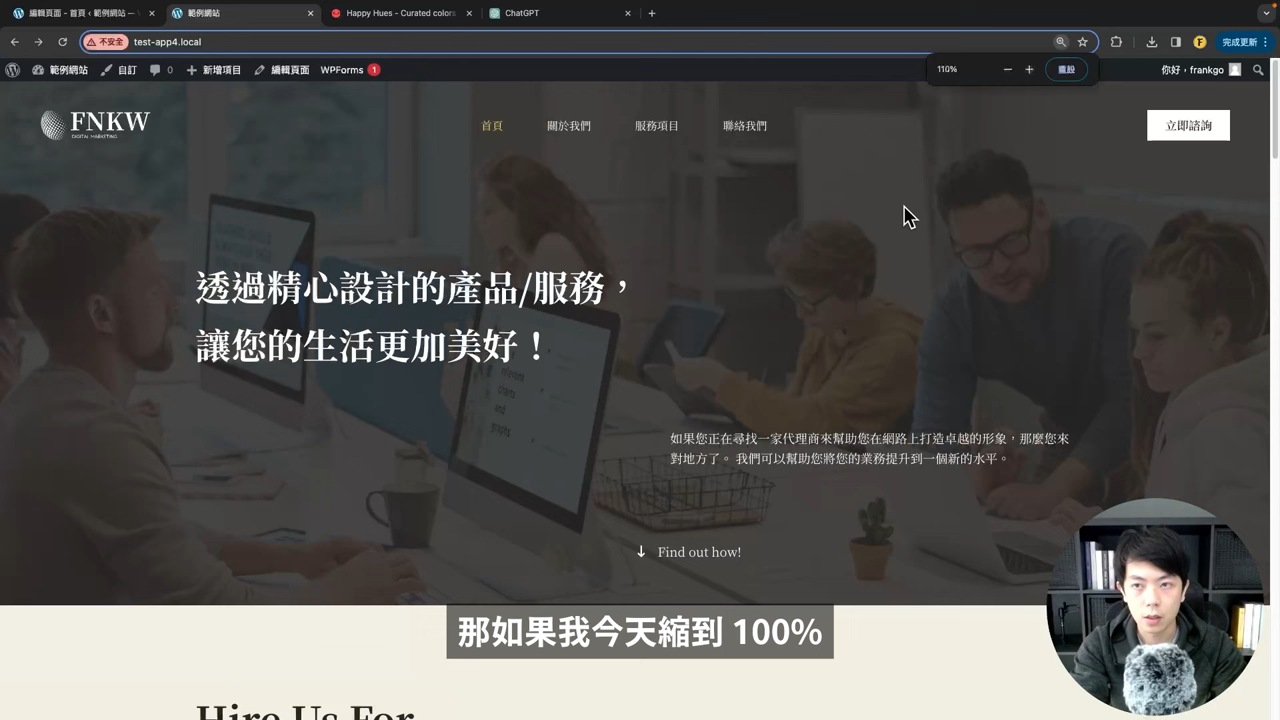 編輯頁面 – 首頁 ‹ 範例網站 —
範例網站
Happy Hues - Curated colors
ChatGPT
不安全
test-app4.local
完成更新
範例網站
自訂
0
新增項目
編輯頁面
WPForms 1
110%
重設
你好，frankgo
FNKW
DIGITAL MARKETING
首頁
關於我們
服務項目
聯絡我們
立即諮詢
透過精心設計的產品/服務，
讓您的生活更加美好！
如果您正在尋找一家代理商來幫助您在網路上打造卓越的形象，那麼您來
對地方了。 我們可以幫助您將您的業務提升到一個新的水平。
↓ Find out how!
那如果我今天縮到 100%
Hire Us For